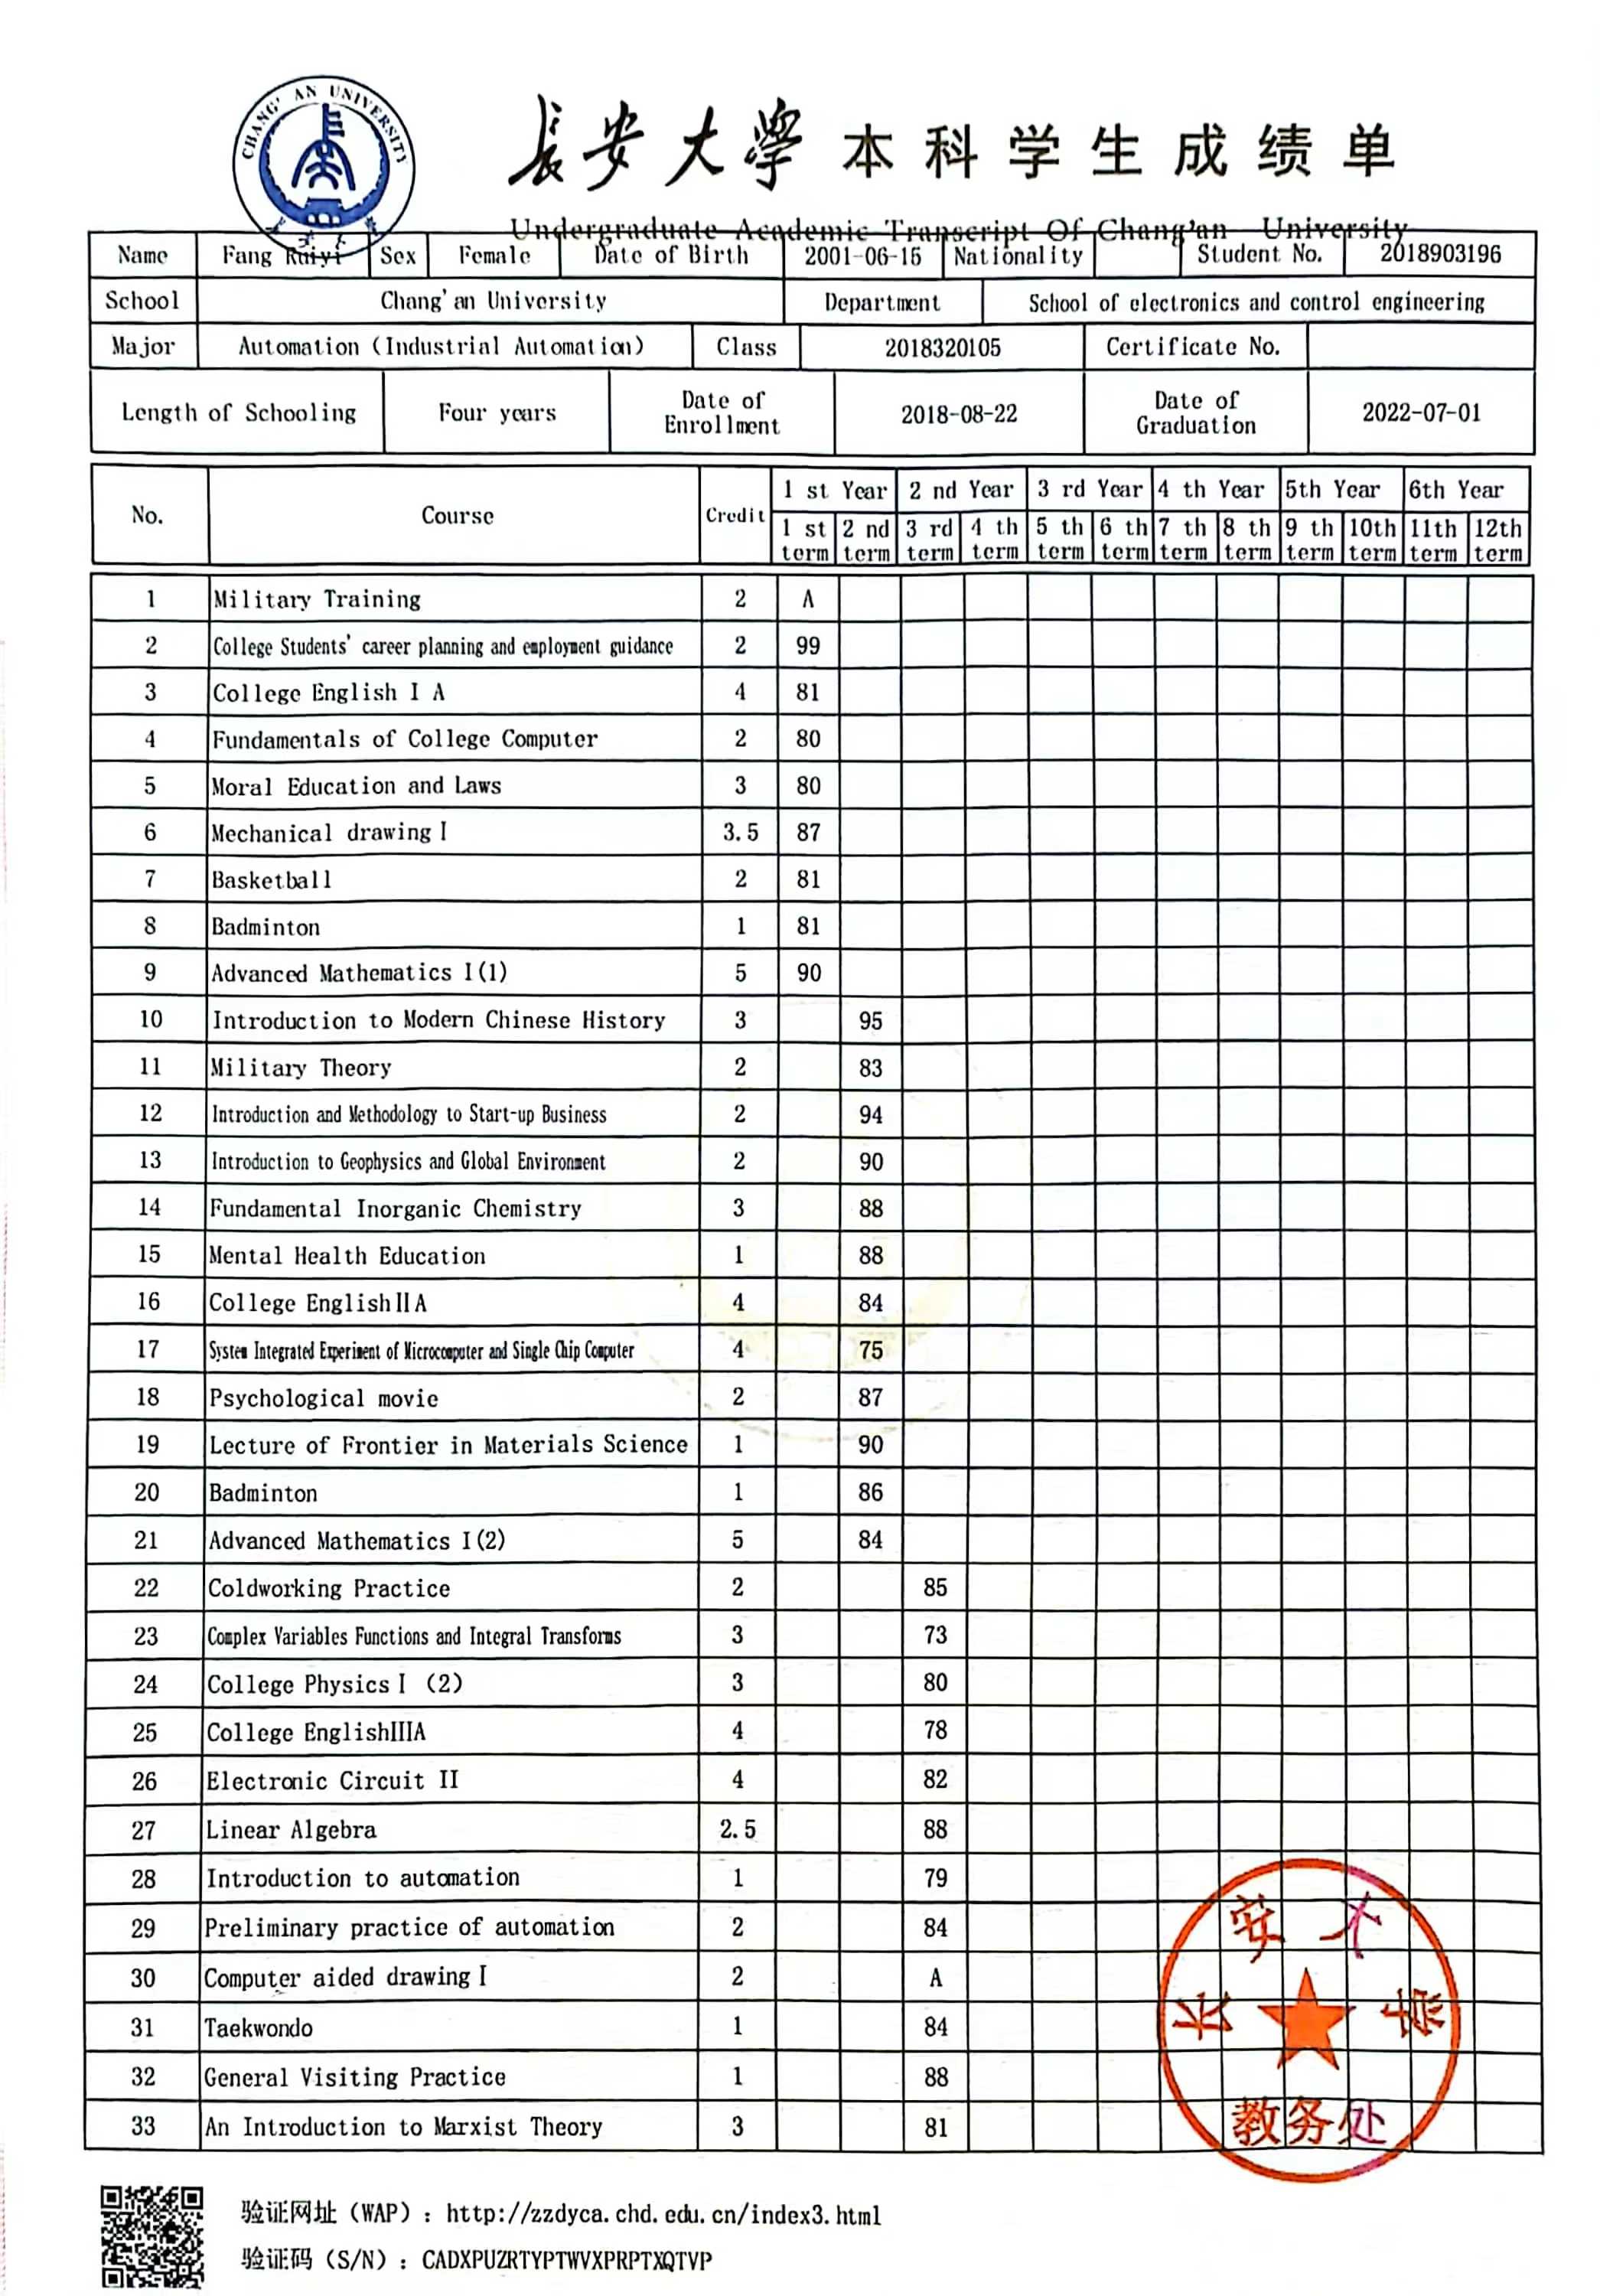 CHANG' AN UNIVERSITY
長安大學 本科学生成绩单
Undergraduate Academic Transcript Of Chang'an University
Name Fang Ruiyi Sex Female Date of Birth 2001-06-15 Nationality Student No. 2018903196
School Chang'an University Department School of electronics and control engineering
Major Automation (Industrial Automation) Class 2018320105 Certificate No.
Length of Schooling Four years Date of Enrollment 2018-08-22 Date of Graduation 2022-07-01
No. Course Credit 1 st Year 2 nd Year 3 rd Year 4 th Year 5th Year 6th Year
1 st term 2 nd term 3 rd term 4 th term 5 th term 6 th term 7 th term 8 th term 9 th term 10th term 11th term 12th term
1 Military Training 2 A
2 College Students' career planning and employment guidance 2 99
3 College English I A 4 81
4 Fundamentals of College Computer 2 80
5 Moral Education and Laws 3 80
6 Mechanical drawing I 3.5 87
7 Basketball 2 81
8 Badminton 1 81
9 Advanced Mathematics I(1) 5 90
10 Introduction to Modern Chinese History 3 95
11 Military Theory 2 83
12 Introduction and Methodology to Start-up Business 2 94
13 Introduction to Geophysics and Global Environment 2 90
14 Fundamental Inorganic Chemistry 3 88
15 Mental Health Education 1 88
16 College English II A 4 84
17 System Integrated Experiment of Microcomputer and Single Chip Computer 4 75
18 Psychological movie 2 87
19 Lecture of Frontier in Materials Science 1 90
20 Badminton 1 86
21 Advanced Mathematics I(2) 5 84
22 Coldworking Practice 2 85
23 Complex Variables Functions and Integral Transforms 3 73
24 College Physics I (2) 3 80
25 College EnglishIIIA 4 78
26 Electronic Circuit II 4 82
27 Linear Algebra 2.5 88
28 Introduction to automation 1 79
29 Preliminary practice of automation 2 84
30 Computer aided drawing I 2 A
31 Taekwondo 1 84
32 General Visiting Practice 1 88
33 An Introduction to Marxist Theory 3 81
长安大学
教务处
验证网址（WAP）：http://zzdyca.chd.edu.cn/index3.html
验证码（S/N）：CADXPUZRTYPTWVXPRPTXQTVP